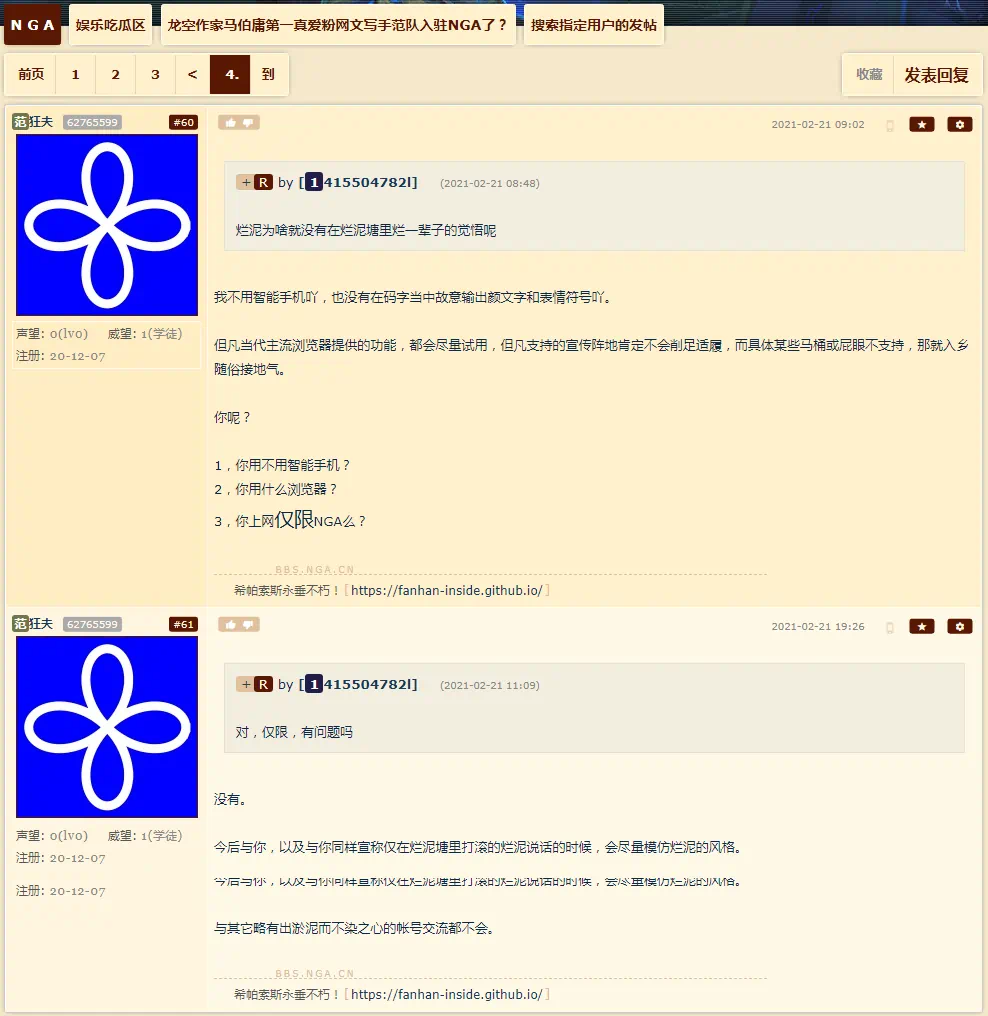 N G A 娱乐吃瓜区 龙空作家马伯庸第一真爱粉网文写手范队入驻NGA了？ 搜索指定用户的发帖
前页 1 2 3 < 4. 到 收藏 发表回复
范狂夫 62765599 #60 2021-02-21 09:02
+ R by [1415504782l] (2021-02-21 08:48)
烂泥为啥就没有在烂泥塘里烂一辈子的觉悟呢
我不用智能手机吖，也没有在码字当中故意输出颜文字和表情符号吖。
声望: 0(lv0) 威望: 1(学徒)
注册: 20-12-07
但凡当代主流浏览器提供的功能，都会尽量试用，但凡支持的宣传阵地肯定不会削足适履，而具体某些马桶或屁眼不支持，那就入乡
随俗接地气。
你呢？
1，你用不用智能手机？
2，你用什么浏览器？
3，你上网仅限NGA么？
BBS.NGA.CN
希帕索斯永垂不朽！[ https://fanhan-inside.github.io/ ]
范狂夫 62765599 #61 2021-02-21 19:26
+ R by [1415504782l] (2021-02-21 11:09)
对，仅限，有问题吗
没有。
声望: 0(lv0) 威望: 1(学徒)
注册: 20-12-07
今后与你，以及与你同样宣称仅在烂泥塘里打滚的烂泥说话的时候，会尽量模仿烂泥的风格。
注册: 20-12-07
今后与你，以及与你同样宣称仅在烂泥塘里打滚的烂泥说话的时候，会尽量模仿烂泥的风格。
与其它略有出淤泥而不染之心的帐号交流都不会。
BBS.NGA.CN
希帕索斯永垂不朽！[ https://fanhan-inside.github.io/ ]